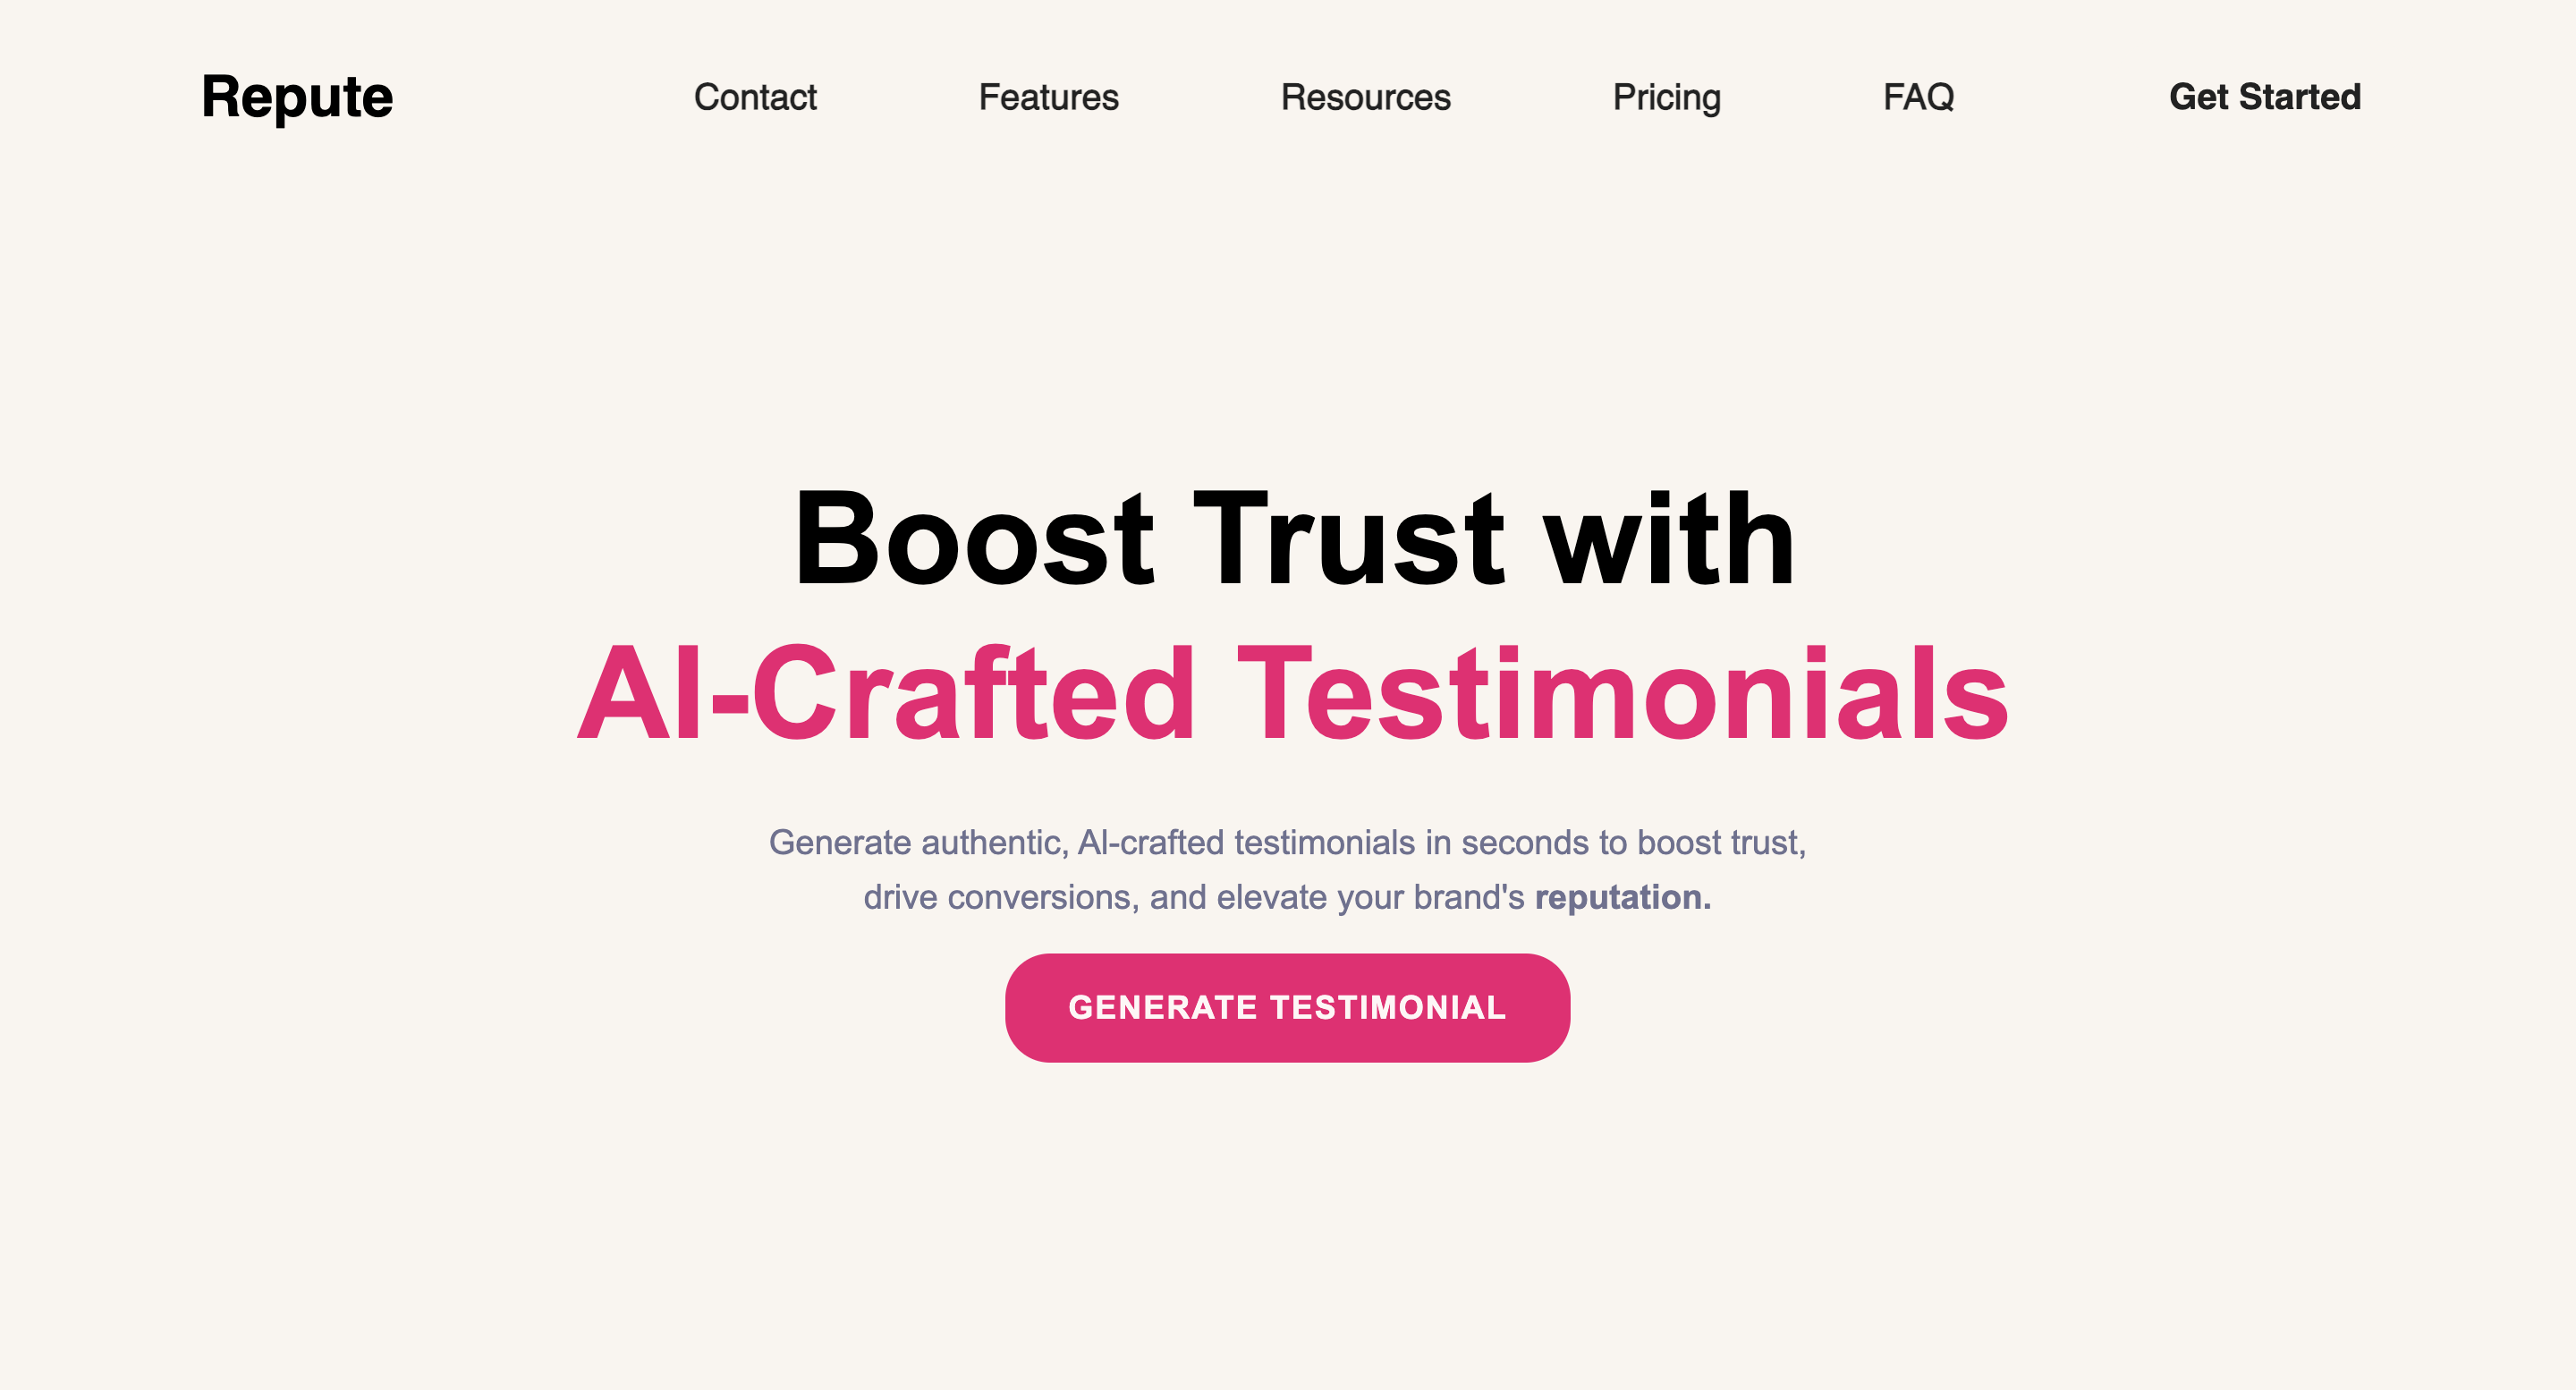 Repute
Contact
Features
Resources
Pricing
FAQ
Get Started
Boost Trust with
AI-Crafted Testimonials
Generate authentic, AI-crafted testimonials in seconds to boost trust,
drive conversions, and elevate your brand's reputation.
GENERATE TESTIMONIAL